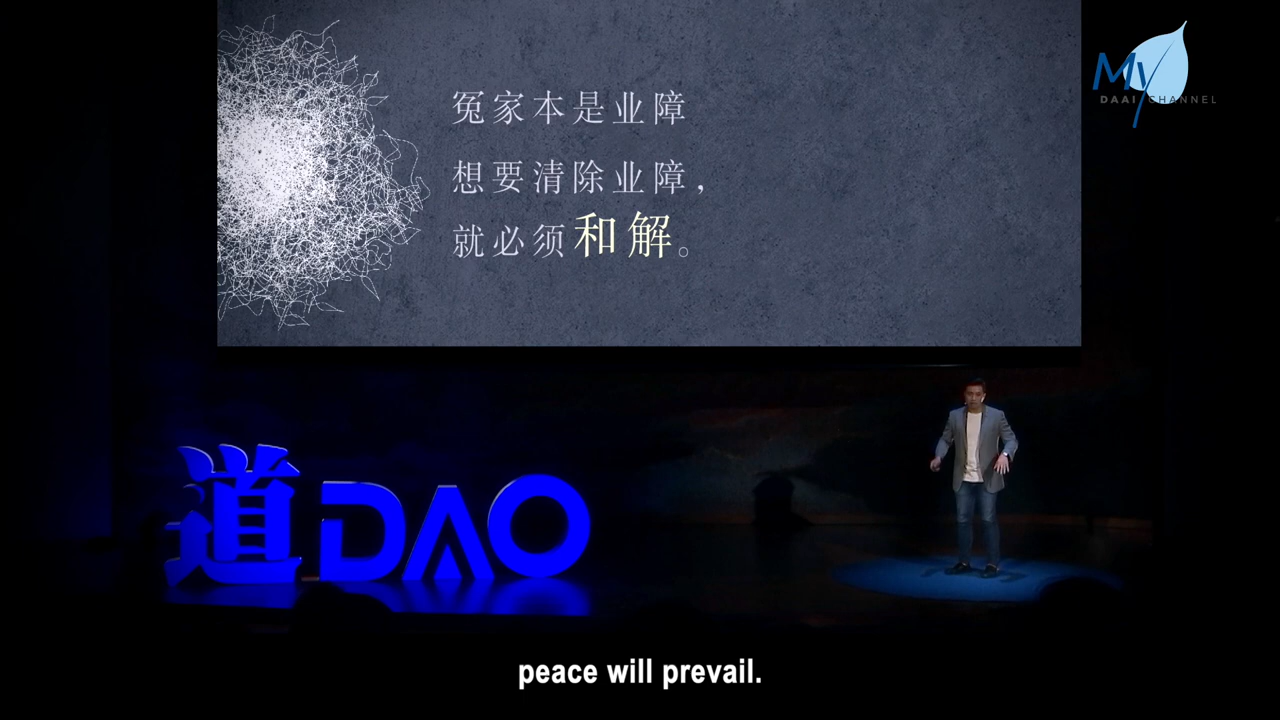 冤家本是业障
想要清除业障，
就必须和解。
My
DAAI CHANNEL
道DAO
peace will prevail.